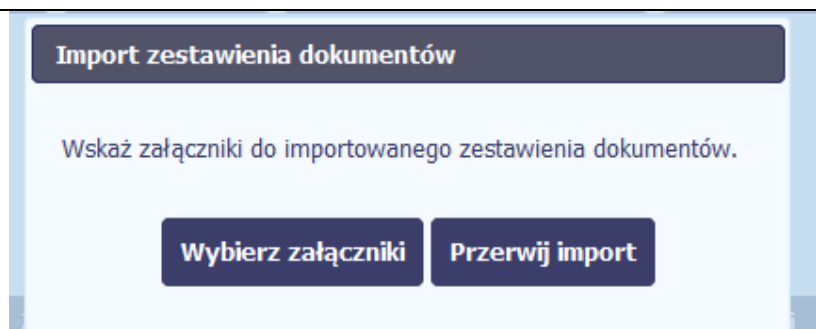 Import zestawienia dokumentów
Wskaż załączniki do importowanego zestawienia dokumentów.
Wybierz załączniki Przerwij import